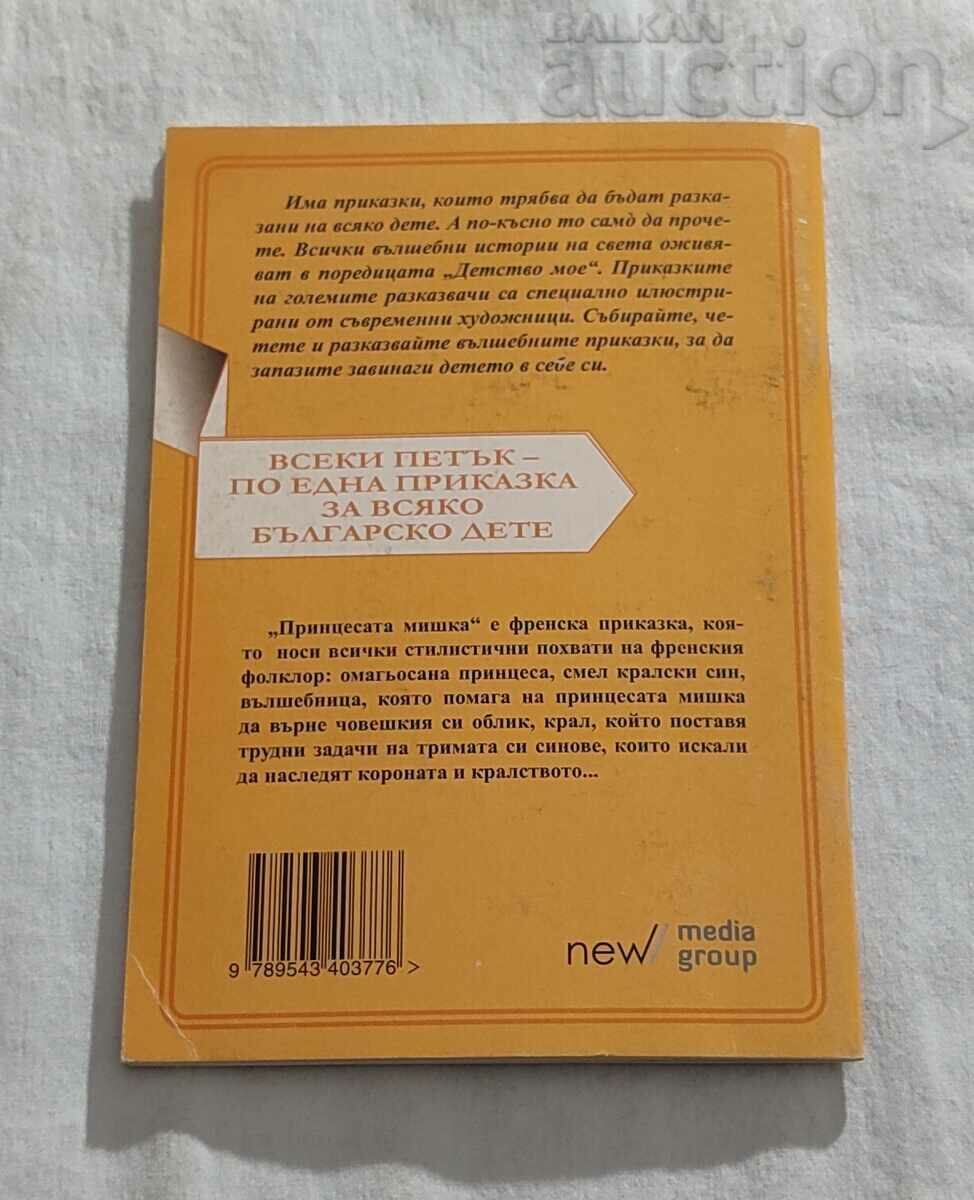 BALKAN
auction
Има приказки, които трябва да бъдат разка-
зани на всяко дете. А по-късно то само̀ да проче-
те. Всички вълшебни истории на света оживя-
ват в поредицата „Детство мое“. Приказките
на големите разказвачи са специално илюстри-
рани от съвременни художници. Събирайте, че-
тете и разказвайте вълшебните приказки, за да
запазите завинаги детето в себе си.
ВСЕКИ ПЕТЪК –
ПО ЕДНА ПРИКАЗКА
ЗА ВСЯКО
БЪЛГАРСКО ДЕТЕ
„Принцесата мишка“ е френска приказка, коя-
то носи всички стилистични похвати на френския
фолклор: омагьосана принцеса, смел кралски син,
вълшебница, която помага на принцесата мишка
да върне човешкия си облик, крал, който поставя
трудни задачи на тримата си синове, които искали
да наследят короната и кралството...
9 789543 403776 >
new media
group